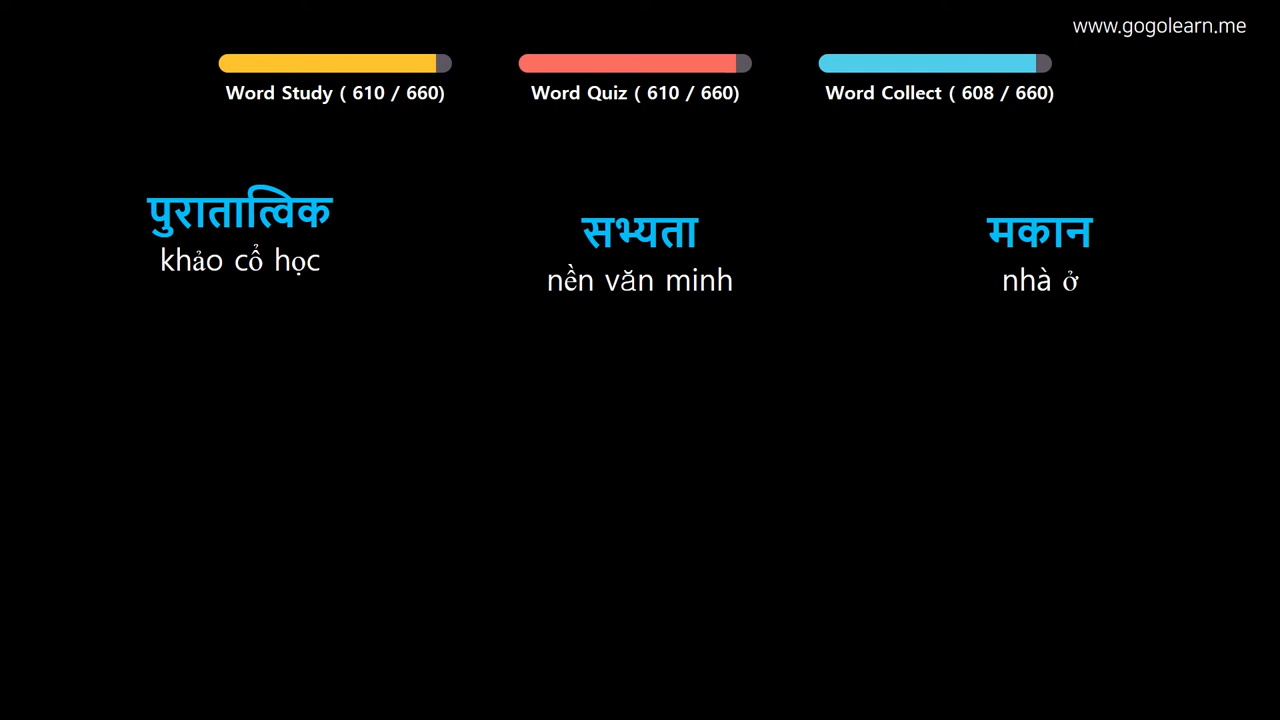 www.gogolearn.me
Word Study ( 610 / 660)
Word Quiz ( 610 / 660)
Word Collect ( 608 / 660)
पुरातात्विक
khảo cổ học
सभ्यता
nền văn minh
मकान
nhà ở